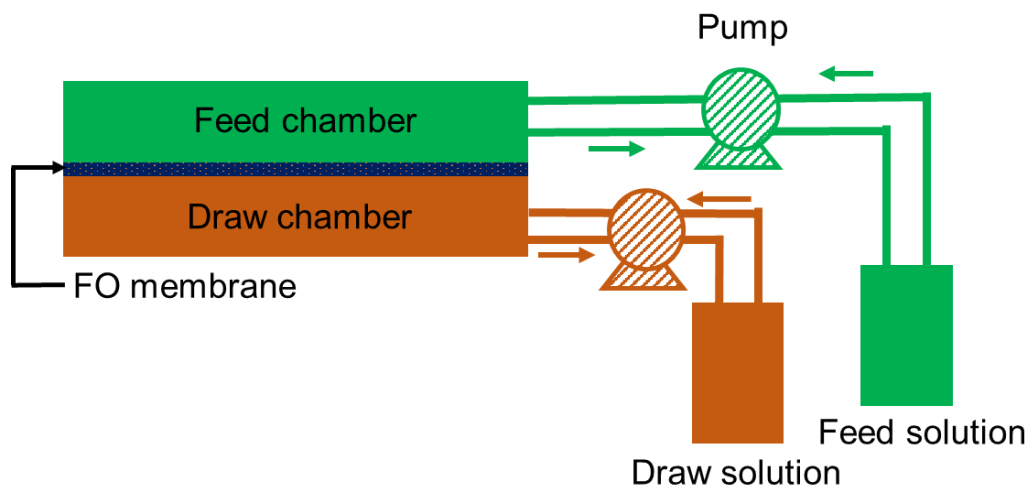 Pump
Feed chamber
Draw chamber
FO membrane
Feed solution
Draw solution